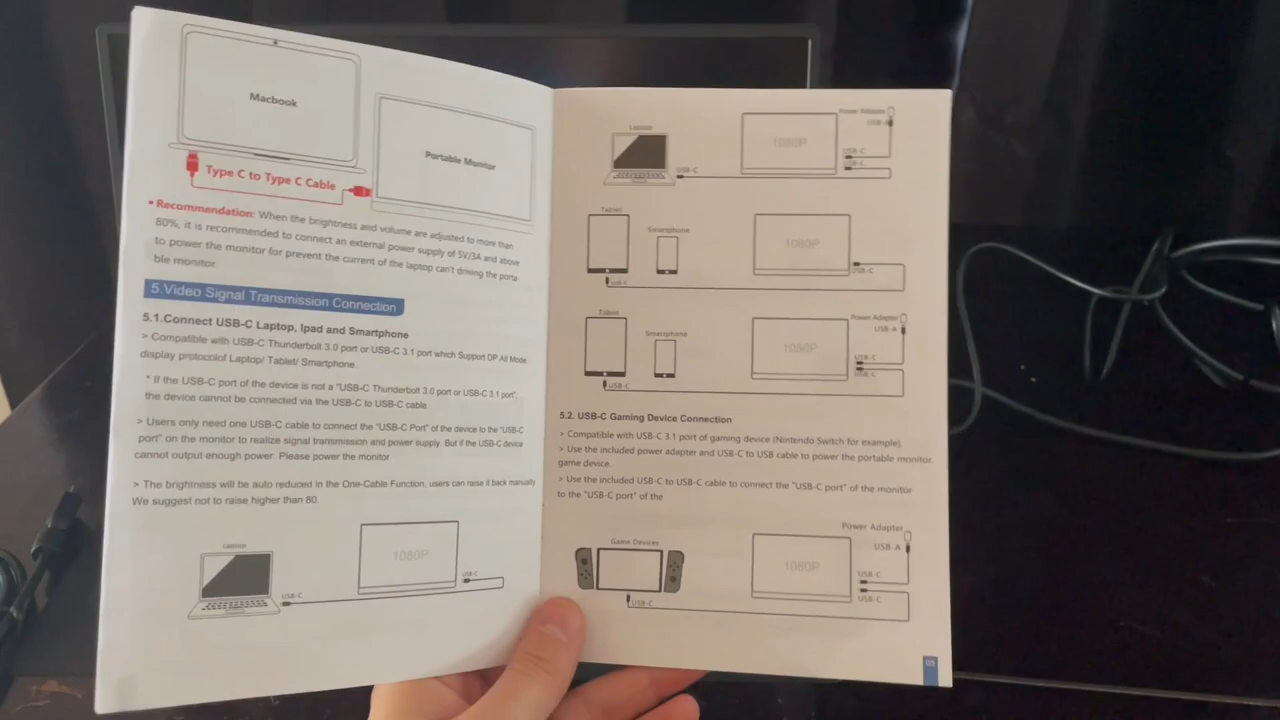 Macbook
Portable Monitor
Type C to Type C Cable
• Recommendation: When the brightness and volume are adjusted to more than
80%, it is recommended to connect an external power supply of 5V/3A and above
to power the monitor for prevent the current of the laptop can't driving the porta-
ble monitor.
5.Video Signal Transmission Connection
5.1.Connect USB-C Laptop, Ipad and Smartphone
> Compatible with USB-C Thunderbolt 3.0 port or USB-C 3.1 port which Support DP Alt Mode
display protocolof Laptop/ Tablet/ Smartphone.
* If the USB-C port of the device is not a "USB-C Thunderbolt 3.0 port or USB-C 3.1 port",
the device cannot be connected via the USB-C to USB-C cable.
> Users only need one USB-C cable to connect the "USB-C Port" of the device to the "USB-C
port" on the monitor to realize signal transmission and power supply. But if the USB-C device
cannot output enough power. Please power the monitor
> The brightness will be auto reduced in the One-Cable Function, users can raise it back manually
We suggest not to raise higher than 80.
Laptop
1080P
USB-C
USB-C
Laptop
1080P
Power Adapter
USB-A
USB-C
USB-C
USB-C
Tablet
Smartphone
1080P
USB-C
USB-C
Tablet
Smartphone
1080P
Power Adapter
USB-A
USB-C
USB-C
USB-C
5.2. USB-C Gaming Device Connection
> Compatible with USB-C 3.1 port of gaming device (Nintendo Switch for example).
> Use the included power adapter and USB-C to USB cable to power the portable monitor.
game device.
> Use the included USB-C to USB-C cable to connect the "USB-C port" of the monitor
to the "USB-C port" of the
Game Devices
1080P
Power Adapter
USB-A
USB-C
USB-C
USB-C